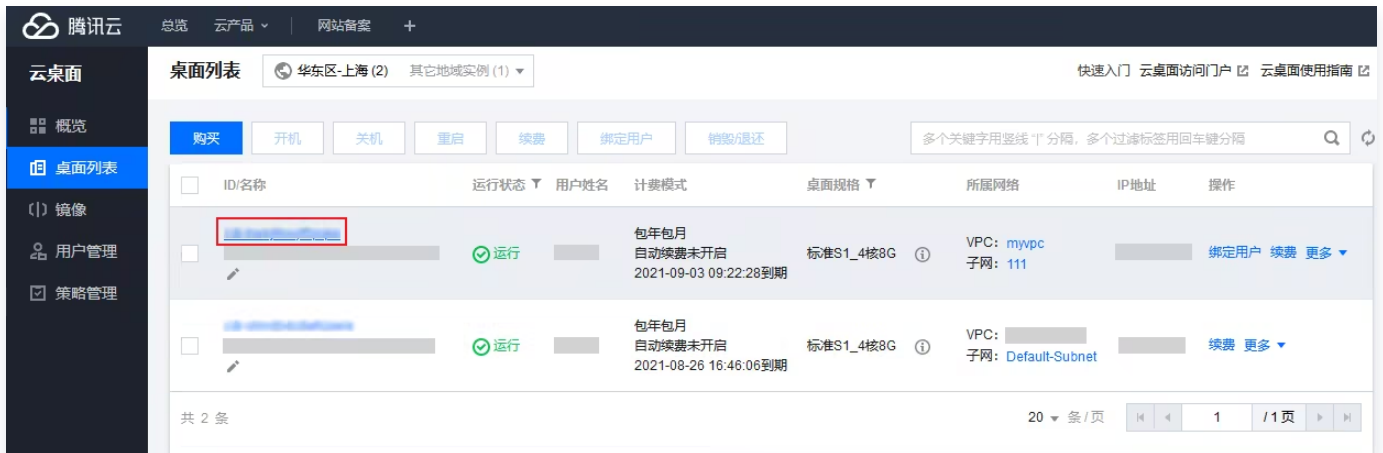 腾讯云 总览 云产品 网站备案 +
云桌面 桌面列表 华东区-上海 (2) 其它地域实例 (1) 快速入门 云桌面访问门户 云桌面使用指南
概览
购买 开机 关机 重启 续费 绑定用户 销毁/退还 多个关键字用竖线 "|" 分隔，多个过滤标签用回车键分隔
桌面列表
ID/名称 运行状态 用户姓名 计费模式 桌面规格 所属网络 IP地址 操作
镜像
用户管理
策略管理
包年包月
自动续费未开启
2021-09-03 09:22:28到期
运行 标准S1_4核8G
VPC: myvpc
子网: 111
绑定用户 续费 更多
包年包月
自动续费未开启
2021-08-26 16:46:06到期
运行 标准S1_4核8G
VPC:
子网: Default-Subnet
续费 更多
共 2 条 20 条/页 1 /1页